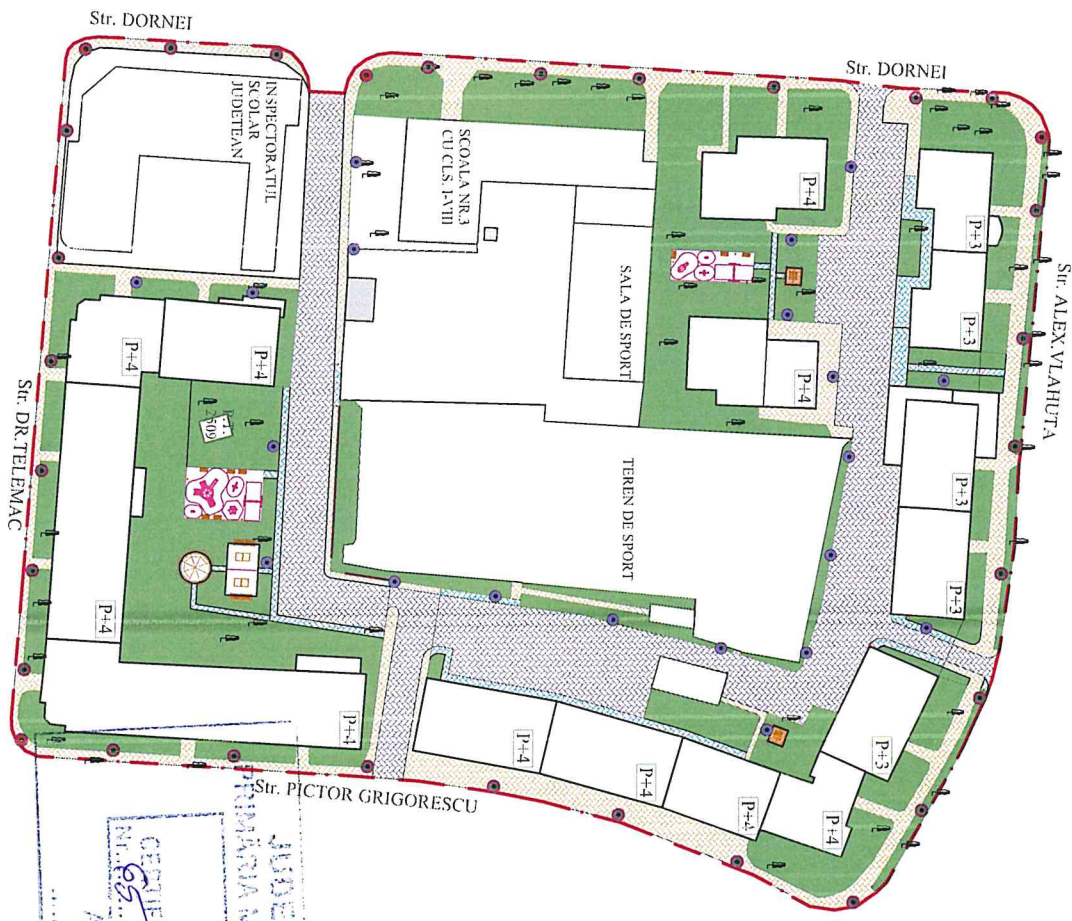 Str. DORNEI
Str. DORNEI
INSPECTORATUL
SCOLAR
JUDETEAN
SCOALA NR.3
CU CLS. I-VIII
P+4
P+3
Str. ALEX.VLAHUTA
SALA DE SPORT
P+3
P+4
P+4
P+4
Str. DR.TELEMAC
TEREN DE SPORT
P+3
P+3
P+4
P+4
P+3
P+4
P+4
P+4
P+4
Str. PICTOR GRIGORESCU